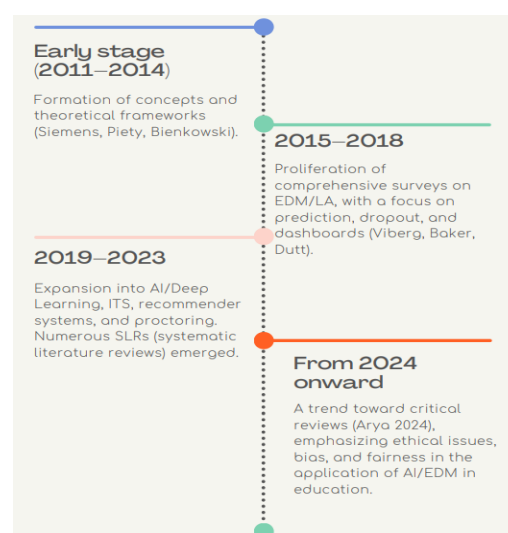 Early stage
(2011—2014)
Formation of concepts and
theoretical frameworks
(Siemens, Piety, Bienkowski).
2015—2018
Proliferation of
comprehensive surveys on
EDM/LA, with a focus on
prediction, dropout, and
dashboards (Viberg, Baker,
Dutt).
2019—2023
Expansion into AI/Deep
Learning, ITS, recommender
systems, and proctoring.
Numerous SLRs (systematic
literature reviews) emerged.
From 2024
onward
A trend toward critical
reviews (Arya 2024),
emphasizing ethical issues,
bias, and fairness in the
application of AI/EDM in
education.